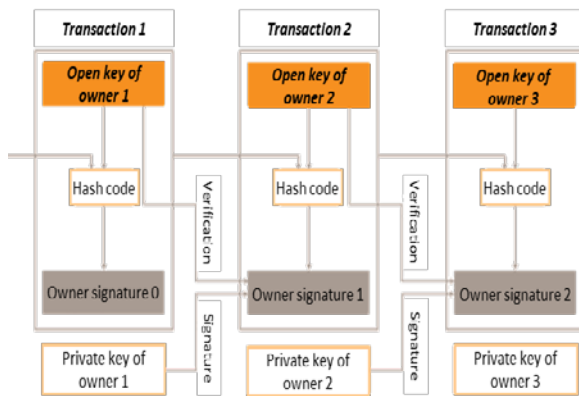 Transaction 1
Transaction 2
Transaction 3
Open key of
owner 1
Open key of
owner 2
Open key of
owner 3
Hash code
Verification
Hash code
Verification
Hash code
Owner signature 0
Owner signature 1
Owner signature 2
Signature
Signature
Private key of
owner 1
Private key of
owner 2
Private key of
owner 3